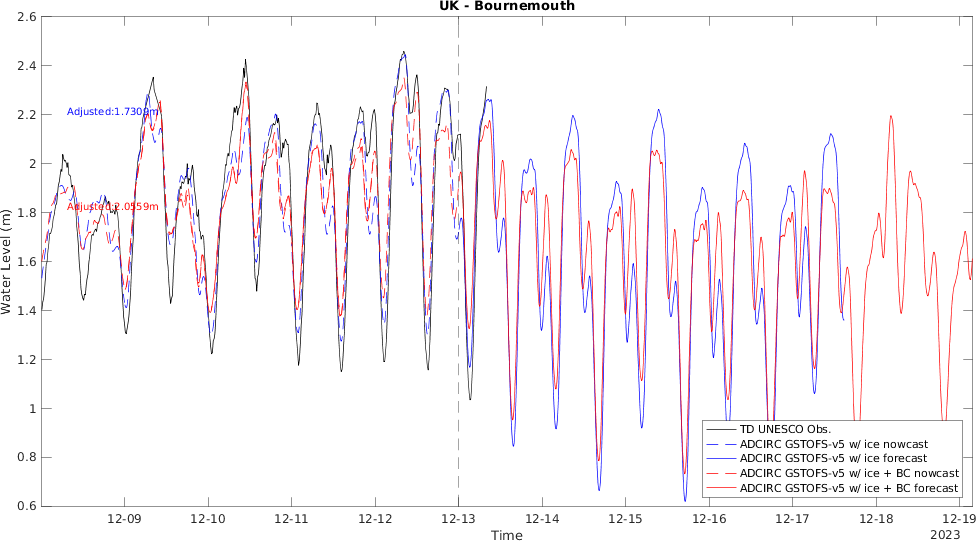 UK - Bournemouth
2.6
2.4
2.2
2
1.8
1.6
1.4
1.2
1
0.8
0.6
Water Level (m)
Adjusted:1.7309m
Adjusted:2.0559m
TD UNESCO Obs.
ADCIRC GSTOFS-v5 w/ ice nowcast
ADCIRC GSTOFS-v5 w/ ice forecast
ADCIRC GSTOFS-v5 w/ ice + BC nowcast
ADCIRC GSTOFS-v5 w/ ice + BC forecast
12-09 12-10 12-11 12-12 12-13 12-14 12-15 12-16 12-17 12-18 12-19
Time
2023